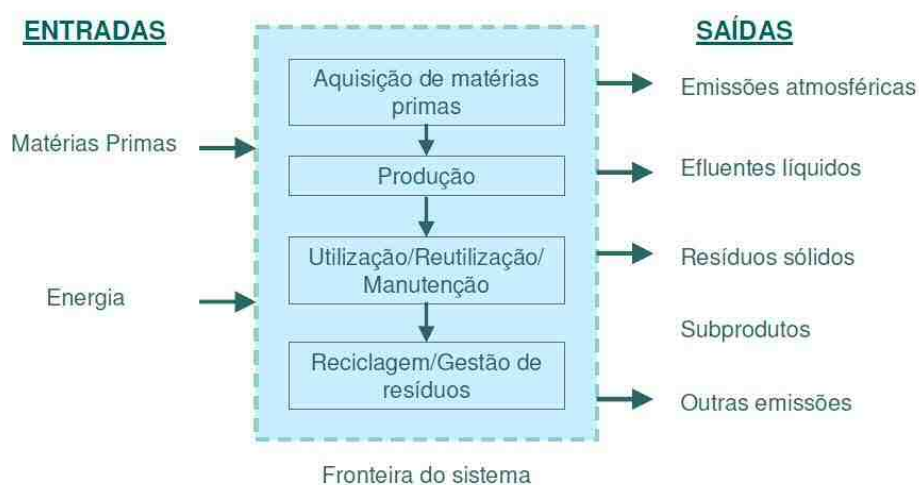 ENTRADAS
SAÍDAS
Aquisição de matérias
primas
Emissões atmosféricas
Matérias Primas
Produção
Efluentes líquidos
Utilização/Reutilização/
Manutenção
Resíduos sólidos
Energia
Subprodutos
Reciclagem/Gestão de
resíduos
Outras emissões
Fronteira do sistema